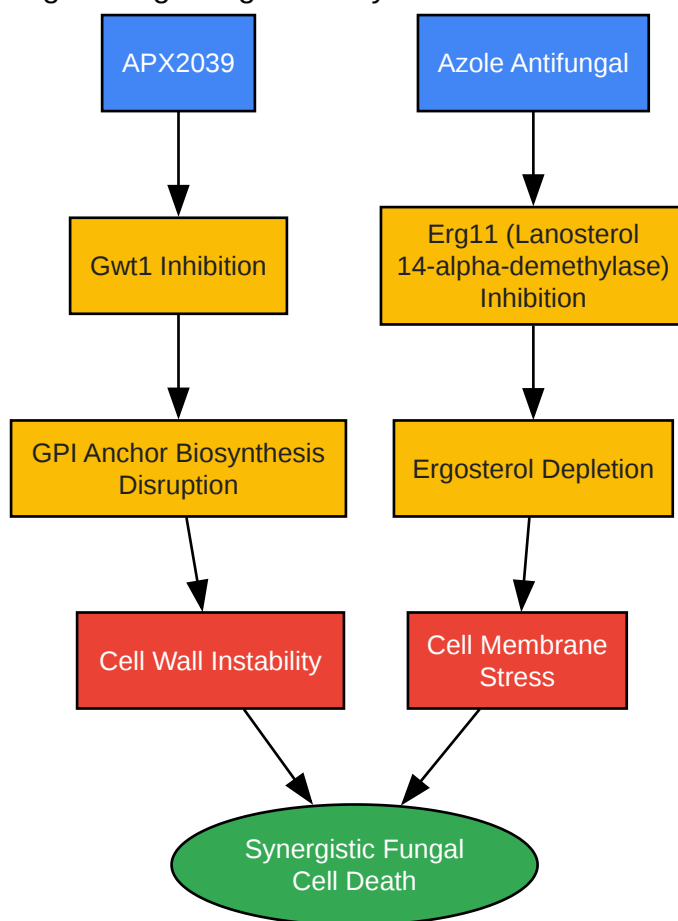 APX2039
Azole Antifungal
Gwt1 Inhibition
Erg11 (Lanosterol
14-alpha-demethylase)
Inhibition
GPI Anchor Biosynthesis
Disruption
Ergosterol Depletion
Cell Wall Instability
Cell Membrane
Stress
Synergistic Fungal
Cell Death